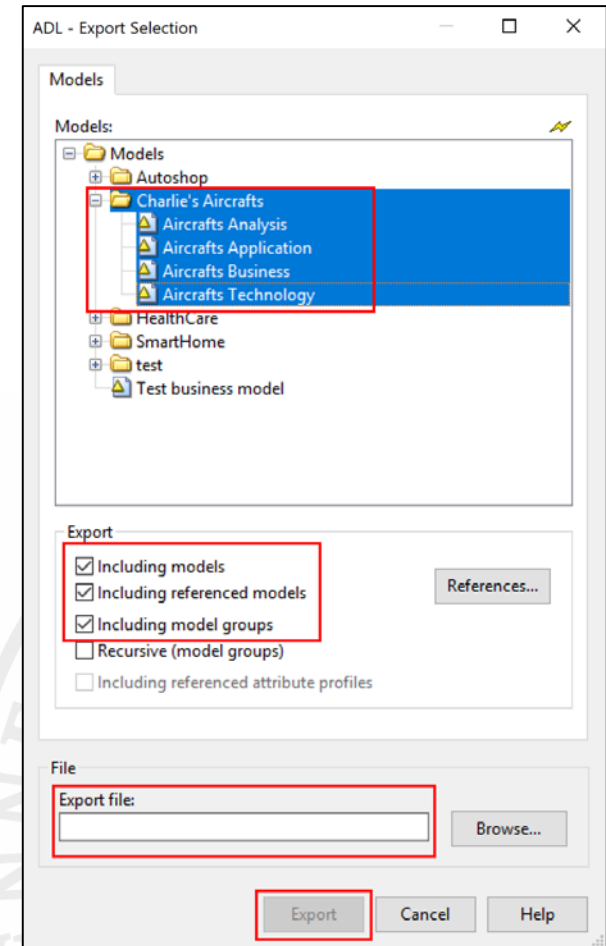 ADL - Export Selection
Models
Models:
Models
Autoshop
Charlie's Aircrafts
Aircrafts Analysis
Aircrafts Application
Aircrafts Business
Aircrafts Technology
HealthCare
SmartHome
test
Test business model
Export
Including models
Including referenced models
References...
Including model groups
Recursive (model groups)
Including referenced attribute profiles
File
Export file:
Browse...
Export Cancel Help